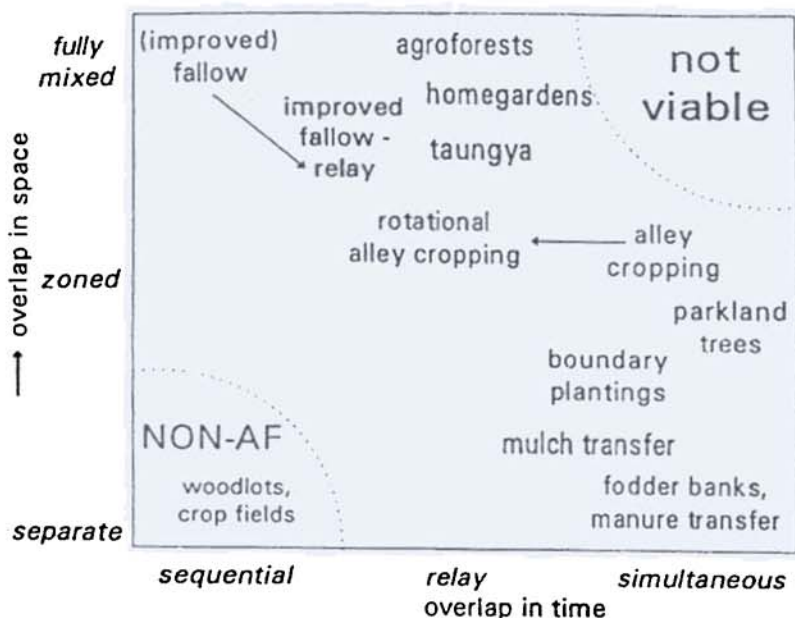 fully
mixed
(improved)
fallow
agroforests
not
viable
improved
fallow -
relay
homegardens
taungya
rotational
alley cropping
alley
cropping
zoned
overlap in space
parkland
trees
boundary
plantings
NON-AF
mulch transfer
woodlots,
crop fields
fodder banks,
manure transfer
separate
sequential
relay
simultaneous
overlap in time